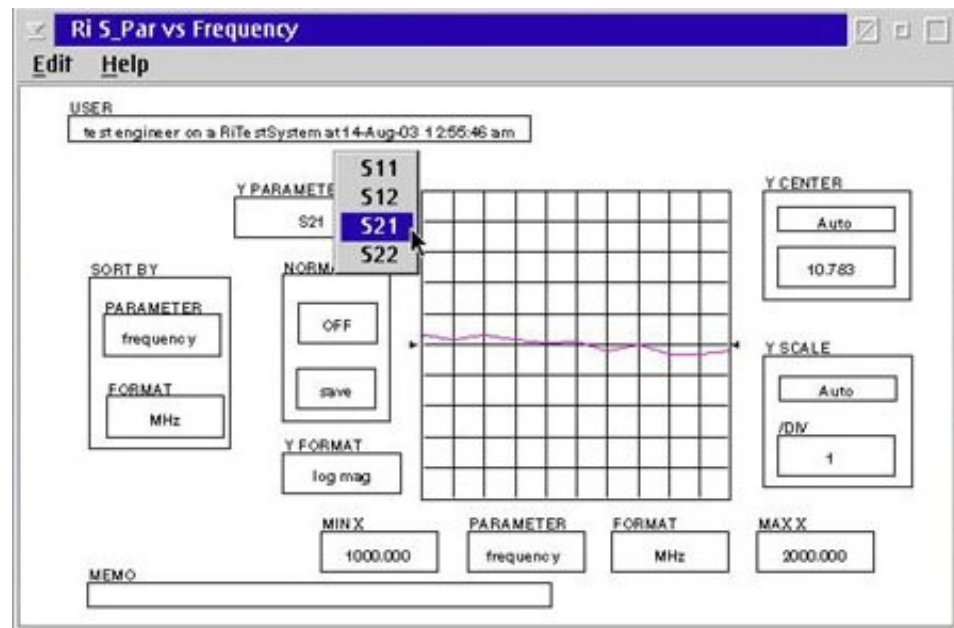 Ri S_Par vs Frequency
Edit Help
USER
test engineer on a RiTestSystem at 14-Aug-03 12:55:46 am
S11
S12
S21
S22
Y PARAMETE
S21
Y CENTER
Auto
10.783
SORT BY
PARAMETER
frequency
FORMAT
MHz
NORMA
OFF
save
Y FORMAT
log mag
Y SCALE
Auto
/DIV
1
MIN X
1000.000
PARAMETER
frequency
FORMAT
MHz
MAX X
2000.000
MEMO